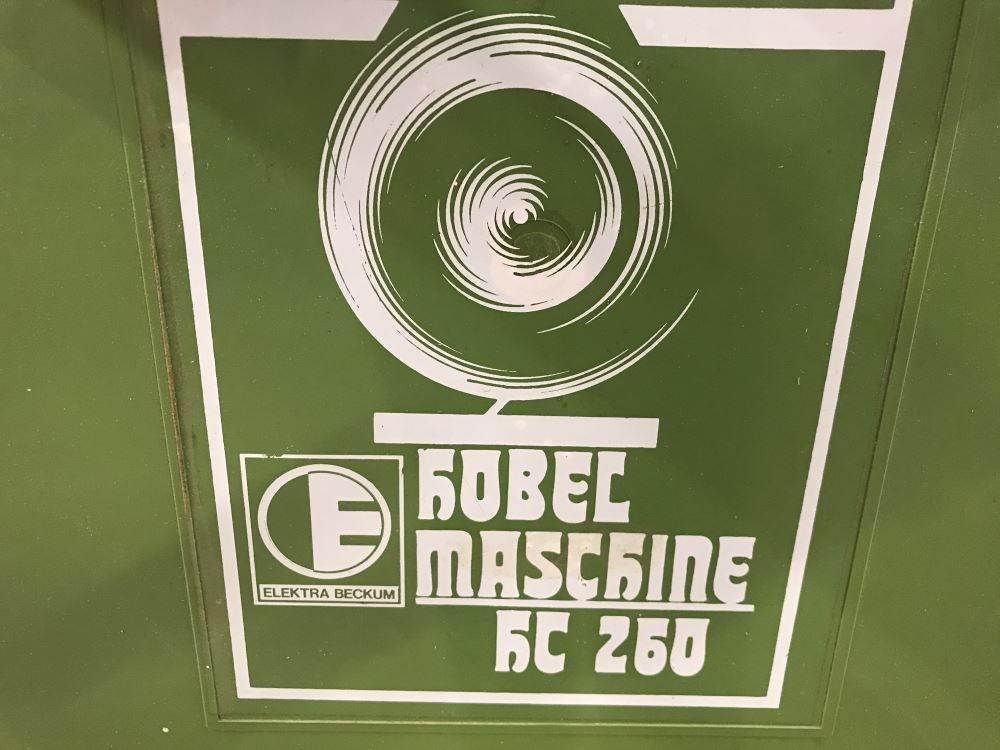 HOBEL
MASCHINE
HC 260
E
ELEKTRA BECKUM